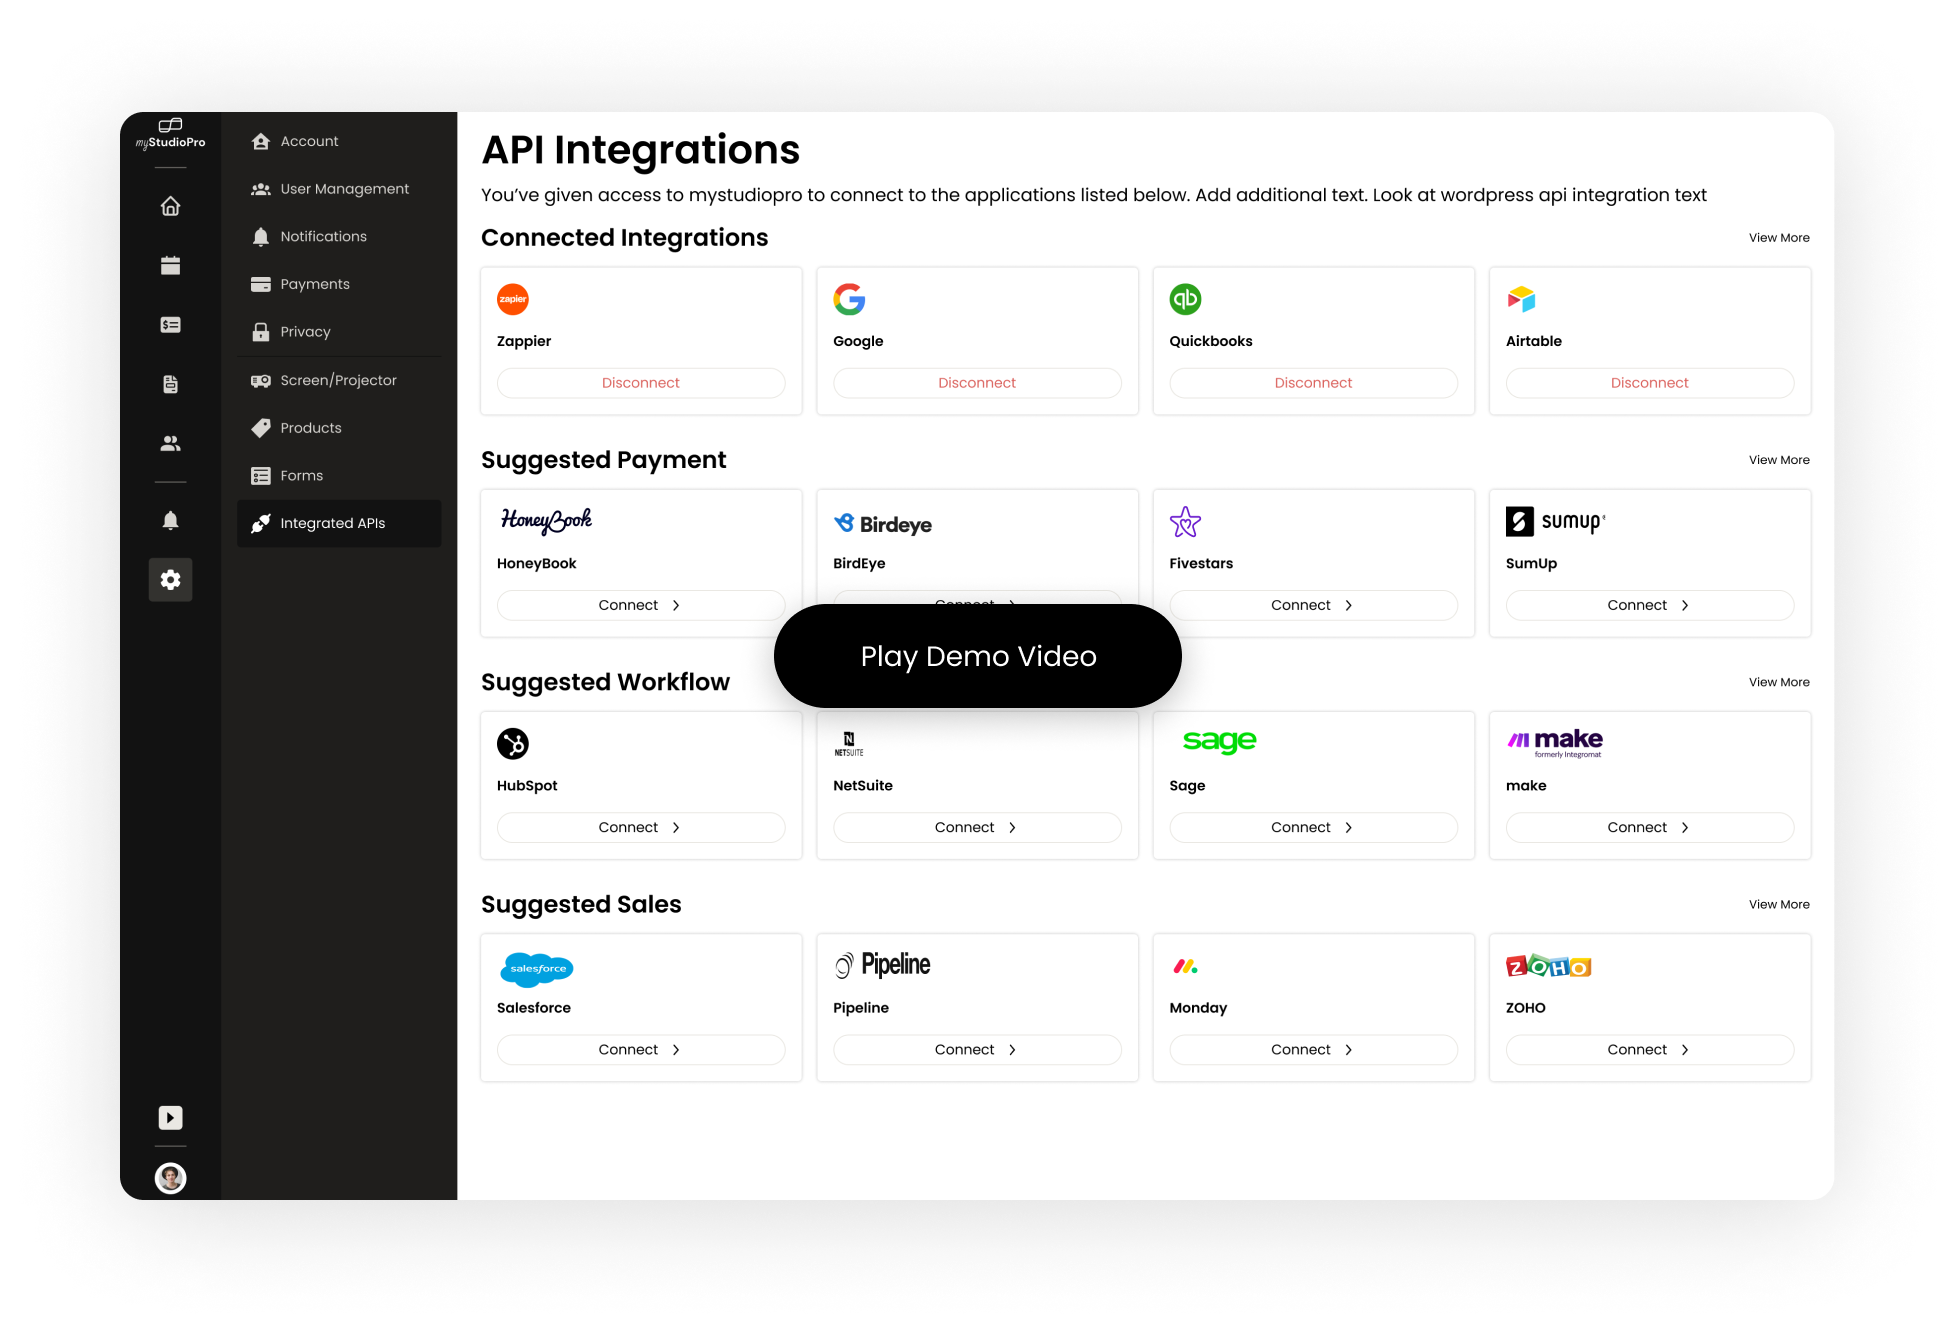 myStudioPro
Account
User Management
Notifications
Payments
Privacy
Screen/Projector
Products
Forms
Integrated APIs
API Integrations
You’ve given access to mystudiopro to connect to the applications listed below. Add additional text. Look at wordpress api integration text
Connected Integrations
View More
zapier
Zappier
Disconnect
Google
Disconnect
qb
Quickbooks
Disconnect
Airtable
Disconnect
Suggested Payment
View More
HoneyBook
HoneyBook
Connect
Birdeye
BirdEye
Connect
Fivestars
Connect
sumup
SumUp
Connect
Play Demo Video
Suggested Workflow
View More
HubSpot
Connect
N
NETSUITE
NetSuite
Connect
sage
Sage
Connect
make
formerly Integromat
make
Connect
Suggested Sales
View More
salesforce
Salesforce
Connect
Pipeline
Pipeline
Connect
Monday
Connect
ZOHO
ZOHO
Connect